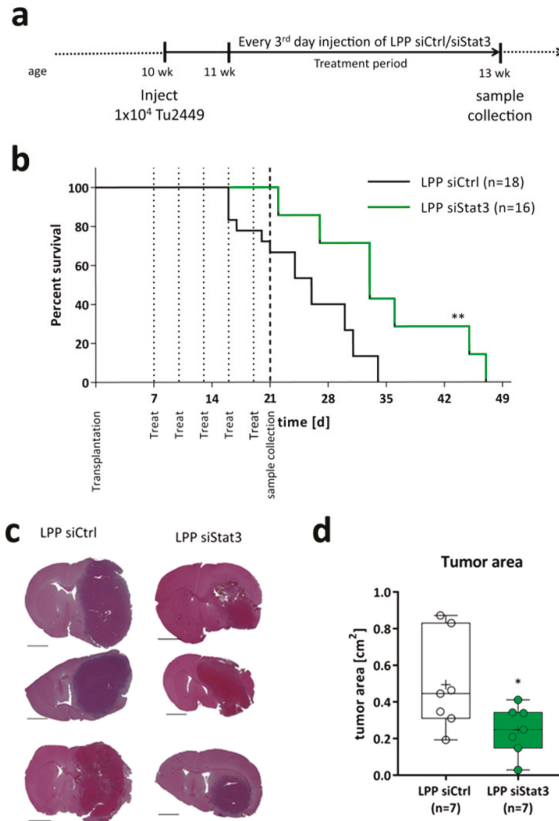 a
Every 3rd day injection of LPP siCtrl/siStat3
age
10 wk
11 wk
Treatment period
13 wk
Inject
1x10⁴ Tu2449
sample
collection
b
LPP siCtrl (n=18)
LPP siStat3 (n=16)
Percent survival
100
80
60
40
20
0
**
7
14
21
28
35
42
49
time [d]
Transplantation
Treat
Treat
Treat
Treat
Treat
sample collection
c
LPP siCtrl
LPP siStat3
d
Tumor area
tumor area [cm²]
1.0
0.8
0.6
0.4
0.2
0.0
*
LPP siCtrl
(n=7)
LPP siStat3
(n=7)